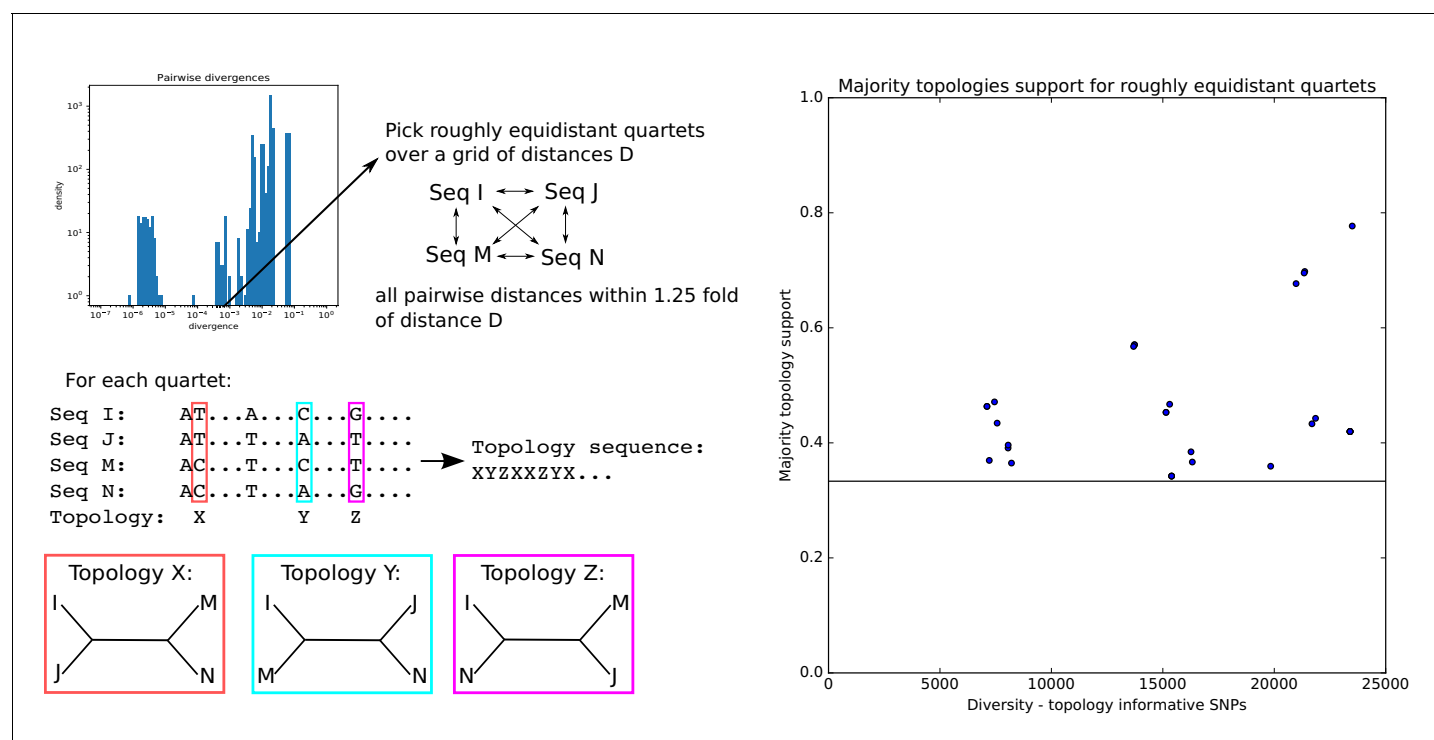 Pairwise divergences
10³
10²
10¹
10⁰
density
10⁻⁷ 10⁻⁶ 10⁻⁵ 10⁻⁴ 10⁻³ 10⁻² 10⁻¹ 10⁰
divergence
Pick roughly equidistant quartets
over a grid of distances D
Seq I Seq J
Seq M Seq N
all pairwise distances within 1.25 fold
of distance D
For each quartet:
Seq I: AT...A...C...G....
Seq J: AT...T...A...T....
Seq M: AC...T...C...T....
Seq N: AC...T...A...G....
Topology: X Y Z
Topology sequence:
XYZXXZYX...
Topology X:
I M
J N
Topology Y:
I J
M N
Topology Z:
I M
N J
Majority topologies support for roughly equidistant quartets
1.0
0.8
0.6
0.4
0.2
0.0
Majority topology support
0 5000 10000 15000 20000 25000
Diversity - topology informative SNPs